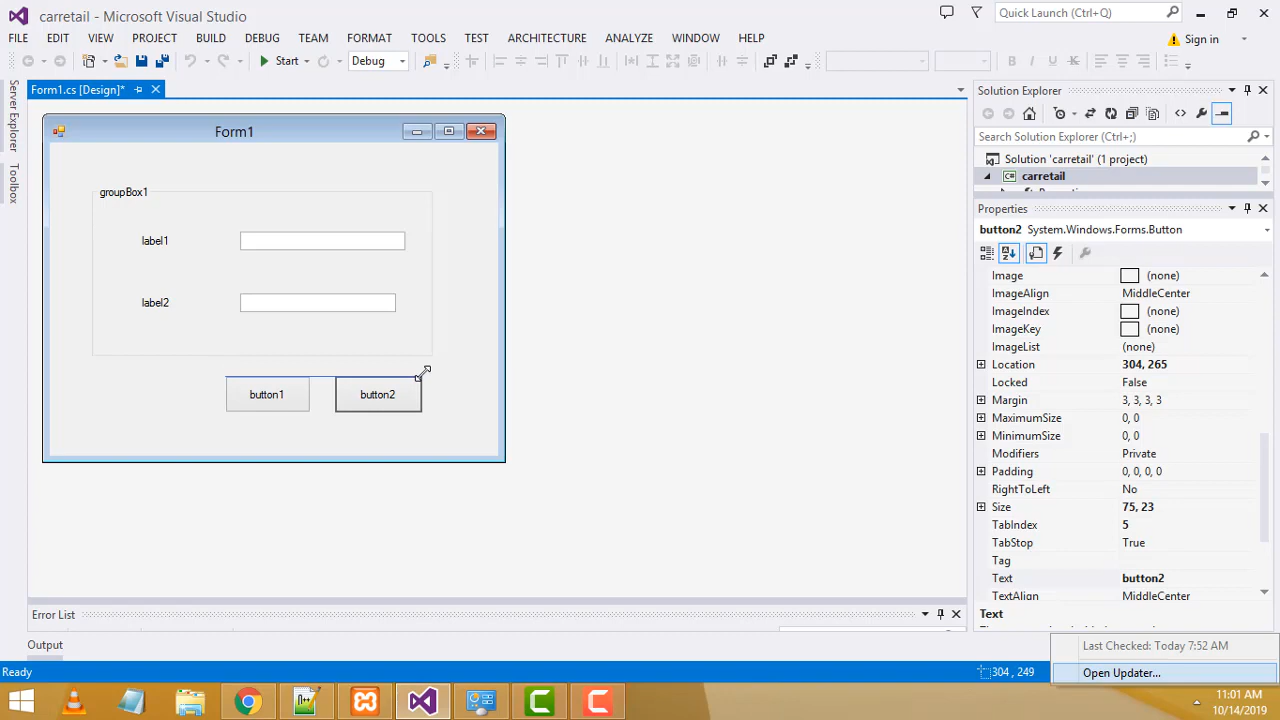 carretail - Microsoft Visual Studio
Quick Launch (Ctrl+Q)
FILE EDIT VIEW PROJECT BUILD DEBUG TEAM FORMAT TOOLS TEST ARCHITECTURE ANALYZE WINDOW HELP
Sign in
Start
Debug
Server Explorer
Toolbox
Form1.cs [Design]*
Form1
groupBox1
label1
label2
button1
button2
Error List
Output
Ready
304 , 249
Solution Explorer
Search Solution Explorer (Ctrl+;)
Solution 'carretail' (1 project)
C# carretail
Properties
button2 System.Windows.Forms.Button
Image (none)
ImageAlign MiddleCenter
ImageIndex (none)
ImageKey (none)
ImageList (none)
Location 304, 265
Locked False
Margin 3, 3, 3, 3
MaximumSize 0, 0
MinimumSize 0, 0
Modifiers Private
Padding 0, 0, 0, 0
RightToLeft No
Size 75, 23
TabIndex 5
TabStop True
Tag
Text button2
TextAlign MiddleCenter
Text
Last Checked: Today 7:52 AM
Open Updater...
11:01 AM
10/14/2019